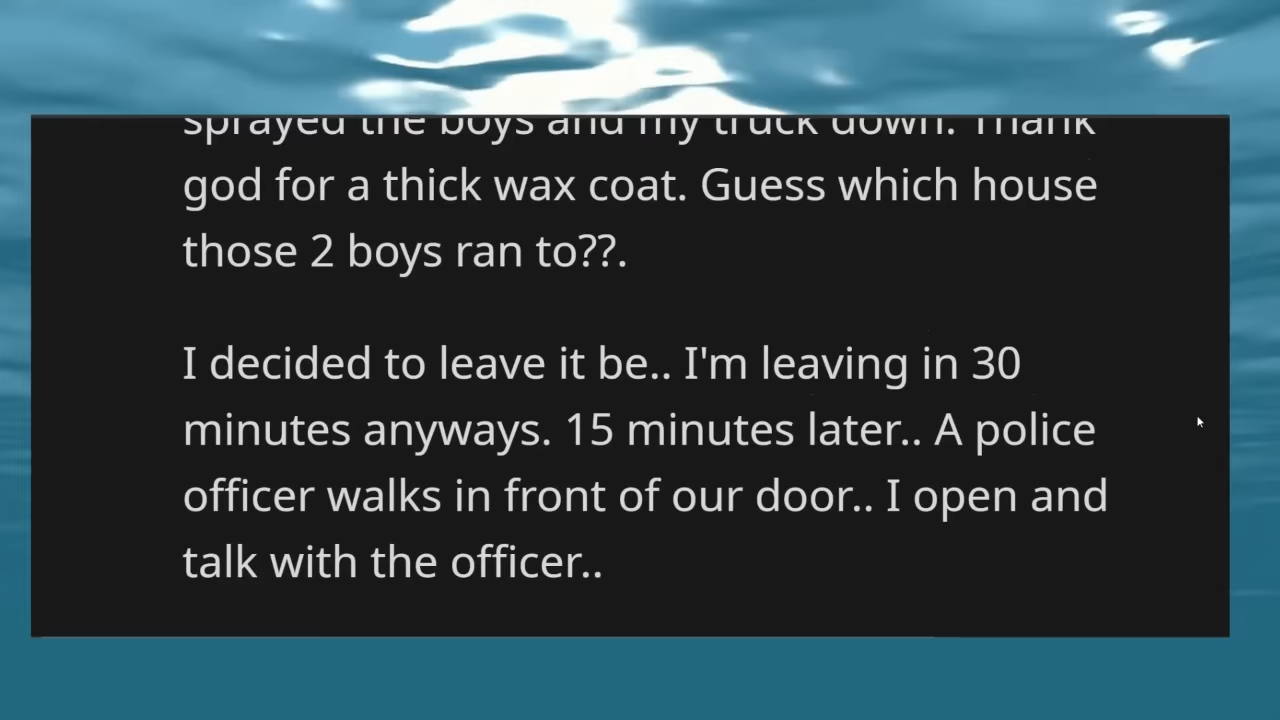 sprayed the boys and my truck down. Thank
god for a thick wax coat. Guess which house
those 2 boys ran to??.
I decided to leave it be.. I'm leaving in 30
minutes anyways. 15 minutes later.. A police
officer walks in front of our door.. I open and
talk with the officer..